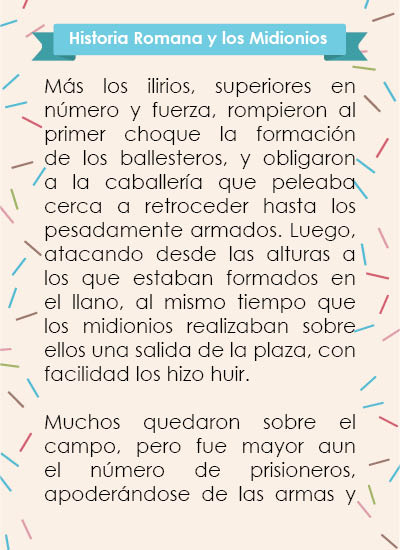 Historia Romana y los Midionios
Más los ilirios, superiores en
número y fuerza, rompieron al
primer choque la formación
de los ballesteros, y obligaron
a la caballería que peleaba
cerca a retroceder hasta los
pesadamente armados. Luego,
atacando desde las alturas a
los que estaban formados en
el llano, al mismo tiempo que
los midionios realizaban sobre
ellos una salida de la plaza, con
facilidad los hizo huir.
Muchos quedaron sobre el
campo, pero fue mayor aun
el número de prisioneros,
apoderándose de las armas y